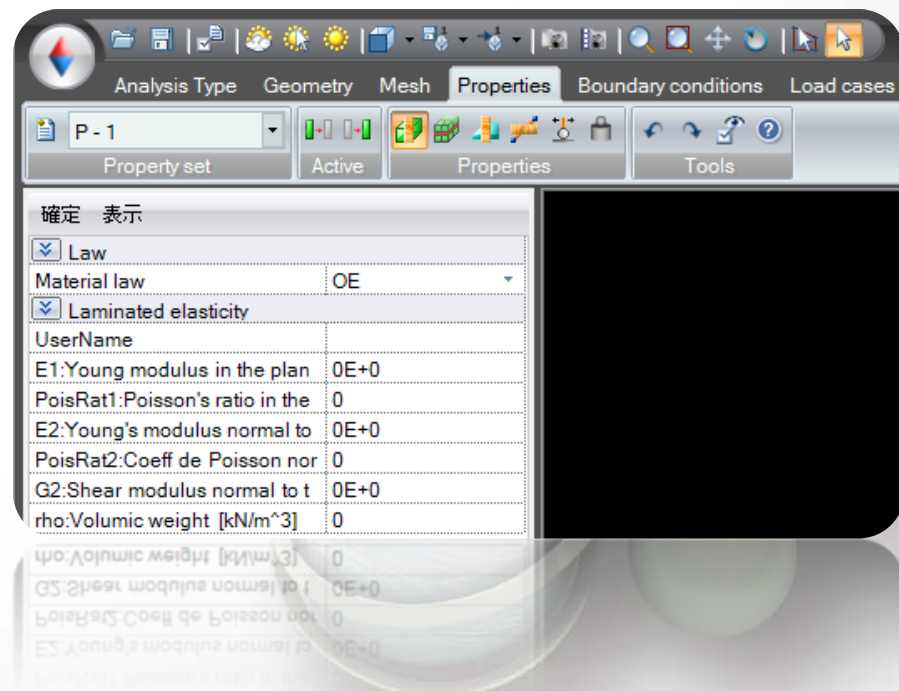 Analysis Type Geometry Mesh Properties Boundary conditions Load cases
P - 1
Property set Active Properties Tools
確定 表示
Law
Material law OE
Laminated elasticity
UserName
E1:Young modulus in the plan 0E+0
PoisRat1:Poisson's ratio in the 0
E2:Young's modulus normal to 0E+0
PoisRat2:Coeff de Poisson nor 0
G2:Shear modulus normal to t 0E+0
rho:Volumic weight [kN/m^3] 0